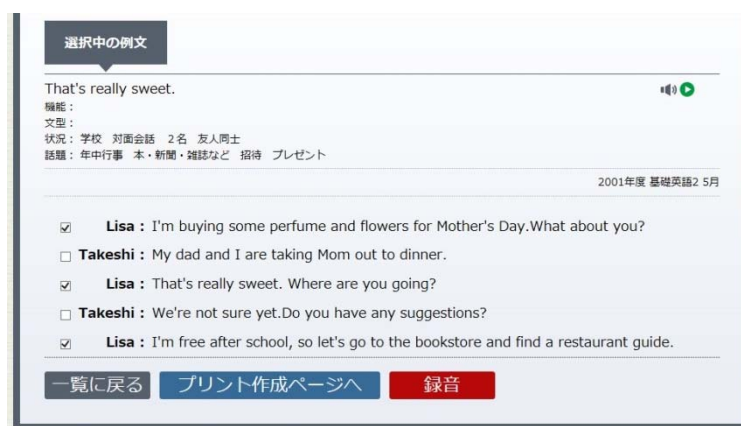 選択中の例文
That's really sweet.
機能：
文型：
状況： 学校 対面会話 2名 友人同士
話題： 年中行事 本・新聞・雑誌など 招待 プレゼント
2001年度 基礎英語2 5月
Lisa : I'm buying some perfume and flowers for Mother's Day.What about you?
Takeshi : My dad and I are taking Mom out to dinner.
Lisa : That's really sweet. Where are you going?
Takeshi : We're not sure yet.Do you have any suggestions?
Lisa : I'm free after school, so let's go to the bookstore and find a restaurant guide.
一覧に戻る プリント作成ページへ 録音